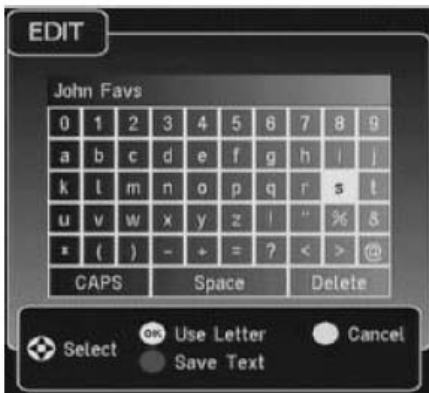 EDIT
John Favs
0 1 2 3 4 5 6 7 8 9
a b c d e f g h i j
k l m n o p q r s t
u v w x y z ! " % &
* ( ) - + = ? < > @
CAPS Space Delete
Select OK Use Letter Cancel
Save Text